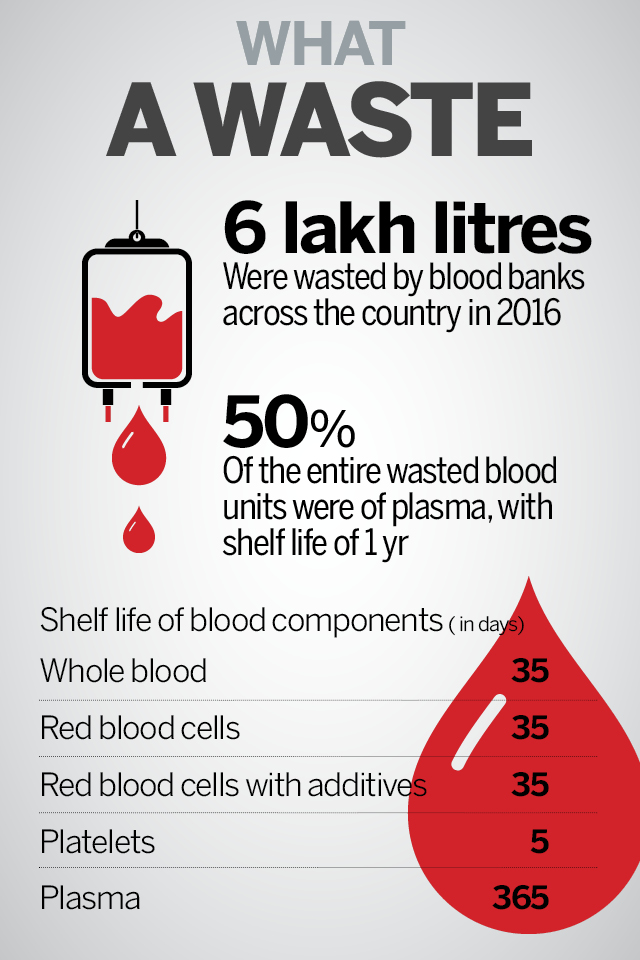 WHAT
A WASTE
6 lakh litres
Were wasted by blood banks
across the country in 2016
50%
Of the entire wasted blood
units were of plasma, with
shelf life of 1 yr
Shelf life of blood components ( in days)
Whole blood 35
Red blood cells 35
Red blood cells with additives 35
Platelets 5
Plasma 365